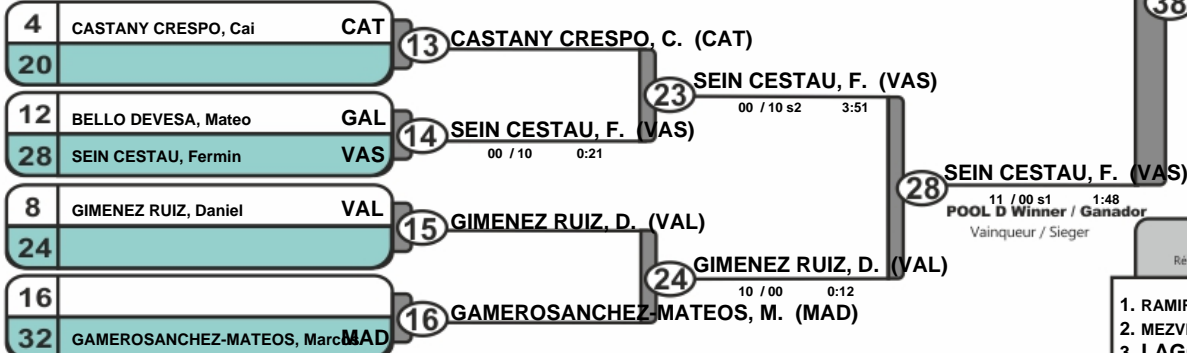 38
4 CASTANY CRESPO, Cai CAT
20
13 CASTANY CRESPO, C. (CAT)
12 BELLO DEVESA, Mateo GAL
28 SEIN CESTAU, Fermin VAS
14 SEIN CESTAU, F. (VAS)
00 / 10 0:21
23 SEIN CESTAU, F. (VAS)
00 / 10 s2 3:51
8 GIMENEZ RUIZ, Daniel VAL
24
15 GIMENEZ RUIZ, D. (VAL)
16
32 GAMEROSANCHEZ-MATEOS, Marcos MAD
16 GAMEROSANCHEZ-MATEOS, M. (MAD)
24 GIMENEZ RUIZ, D. (VAL)
10 / 00 0:12
28 SEIN CESTAU, F. (VAS)
11 / 00 s1 1:48
POOL D Winner / Ganador
Vainqueur / Sieger
1.
2.
3.